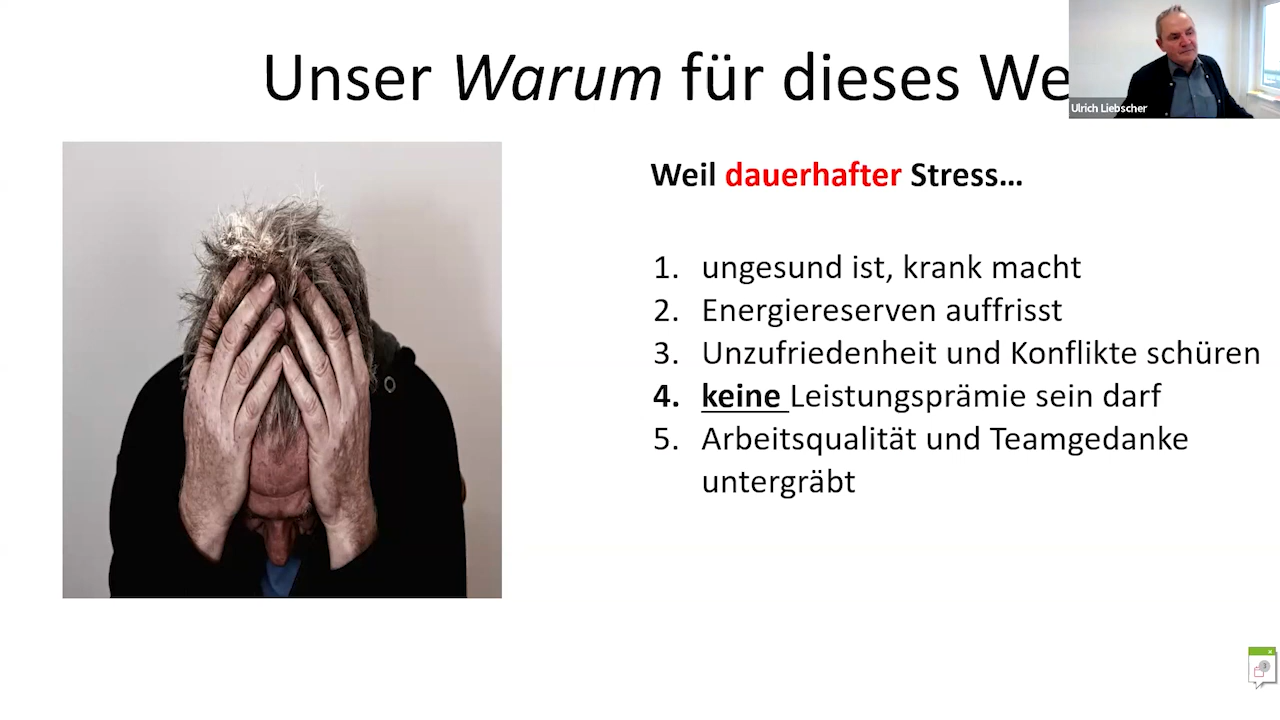 Unser Warum für dieses We
Ulrich Liebscher
Weil dauerhafter Stress...
1. ungesund ist, krank macht
2. Energiereserven auffrisst
3. Unzufriedenheit und Konflikte schüren
4. keine Leistungsprämie sein darf
5. Arbeitsqualität und Teamgedanke
untergräbt